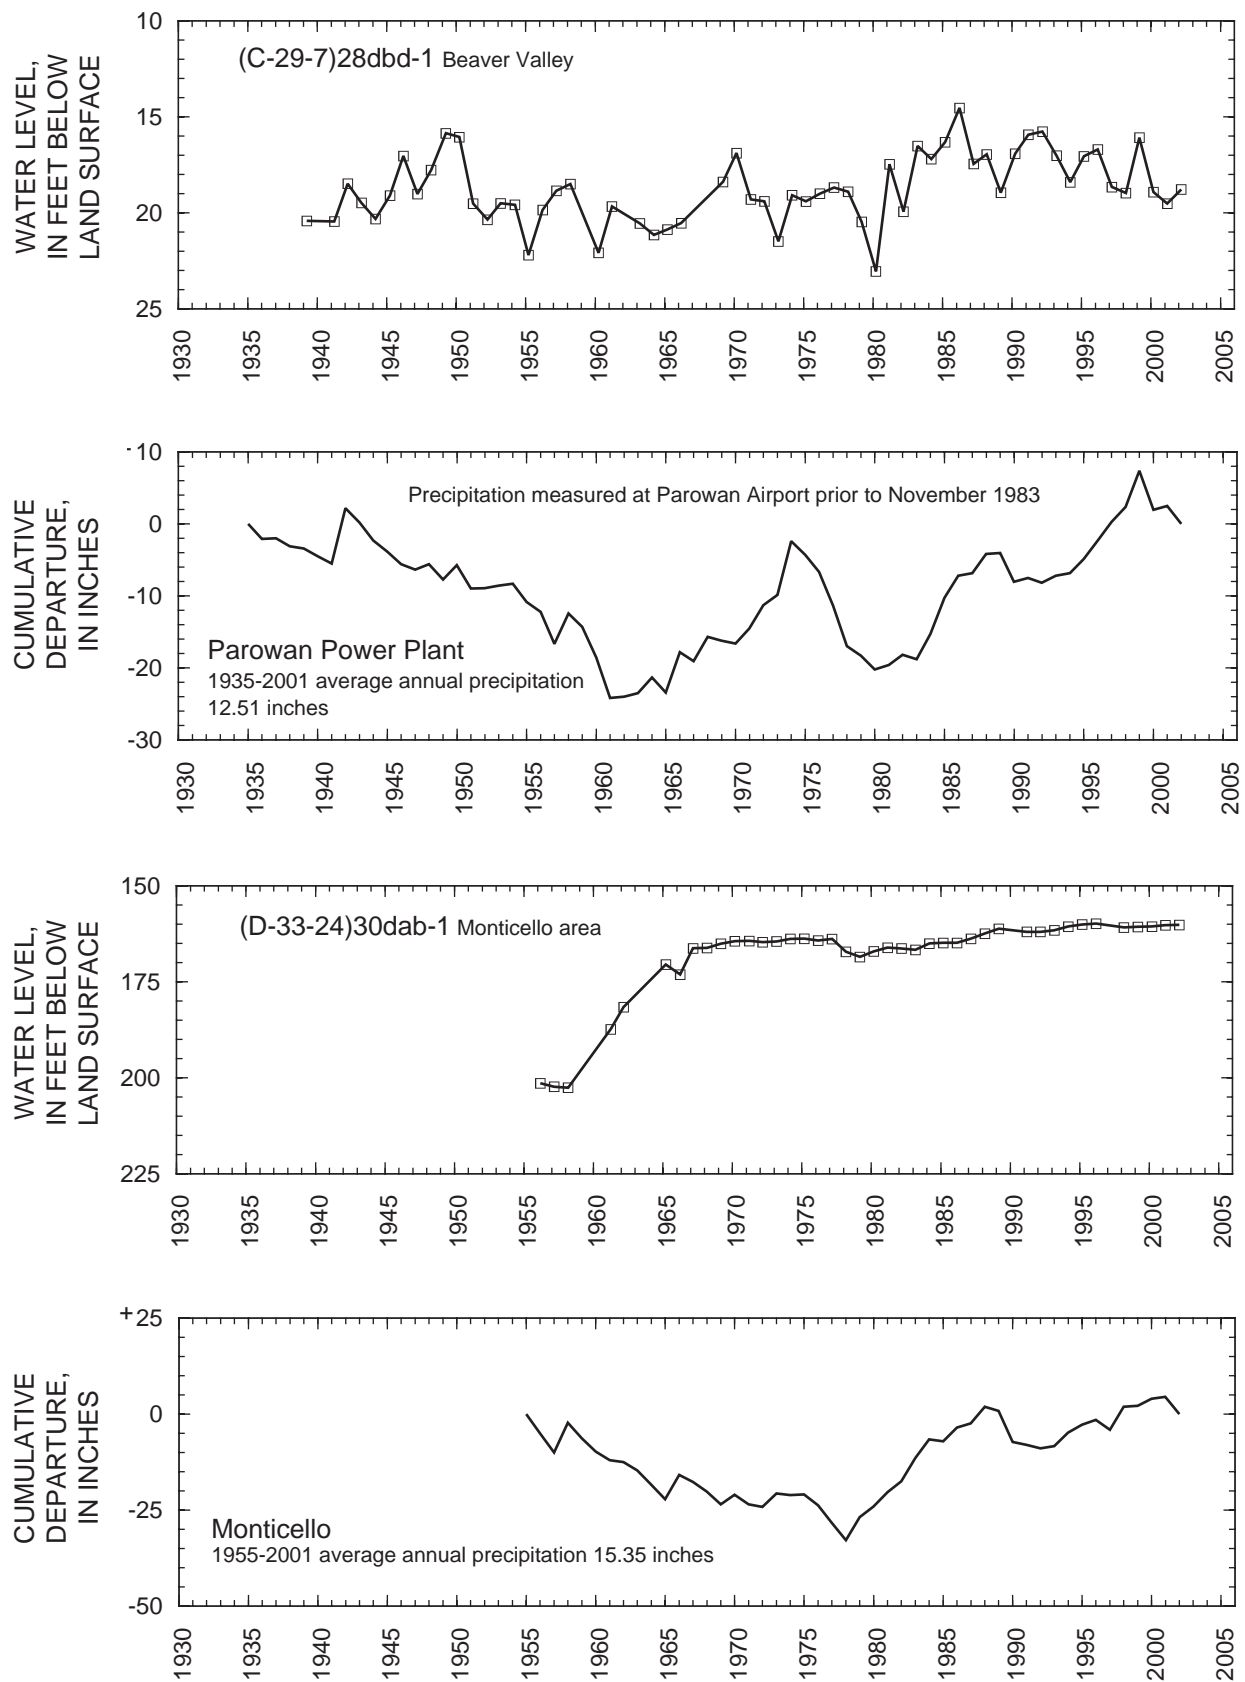 WATER LEVEL,
IN FEET BELOW
LAND SURFACE
10
15
20
25
(C-29-7)28dbd-1 Beaver Valley
1930 1935 1940 1945 1950 1955 1960 1965 1970 1975 1980 1985 1990 1995 2000 2005
CUMULATIVE
DEPARTURE,
IN INCHES
-10
0
-10
-20
-30
Precipitation measured at Parowan Airport prior to November 1983
Parowan Power Plant
1935-2001 average annual precipitation
12.51 inches
1930 1935 1940 1945 1950 1955 1960 1965 1970 1975 1980 1985 1990 1995 2000 2005
WATER LEVEL,
IN FEET BELOW
LAND SURFACE
150
175
200
225
(D-33-24)30dab-1 Monticello area
1930 1935 1940 1945 1950 1955 1960 1965 1970 1975 1980 1985 1990 1995 2000 2005
CUMULATIVE
DEPARTURE,
IN INCHES
+25
0
-25
-50
Monticello
1955-2001 average annual precipitation 15.35 inches
1930 1935 1940 1945 1950 1955 1960 1965 1970 1975 1980 1985 1990 1995 2000 2005